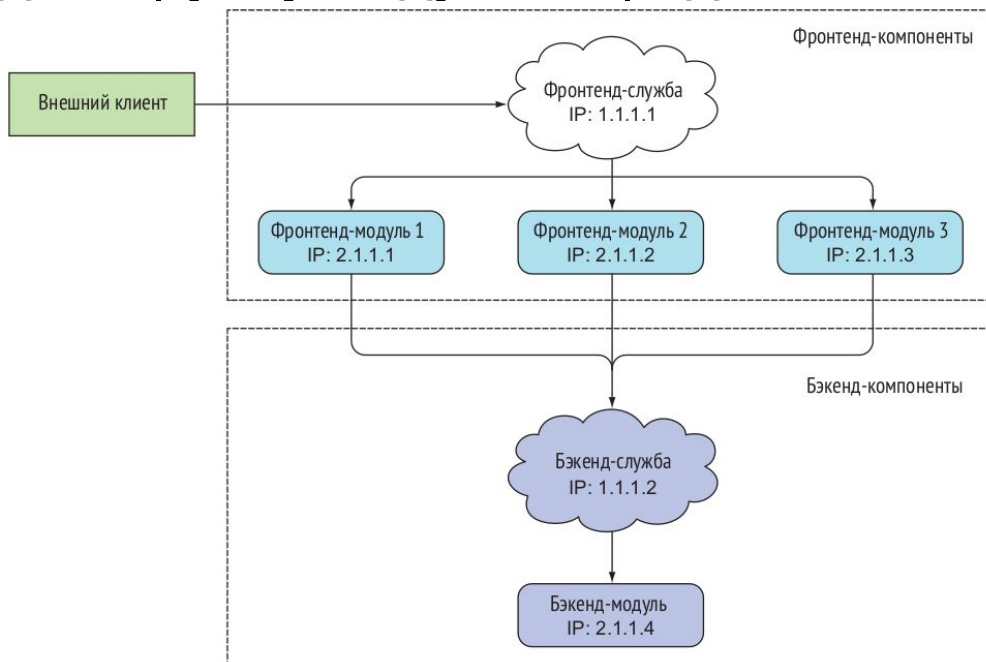 Фронтенд-компоненты
Внешний клиент
Фронтенд-служба
IP: 1.1.1.1
Фронтенд-модуль 1
IP: 2.1.1.1
Фронтенд-модуль 2
IP: 2.1.1.2
Фронтенд-модуль 3
IP: 2.1.1.3
Бэкенд-компоненты
Бэкенд-служба
IP: 1.1.1.2
Бэкенд-модуль
IP: 2.1.1.4